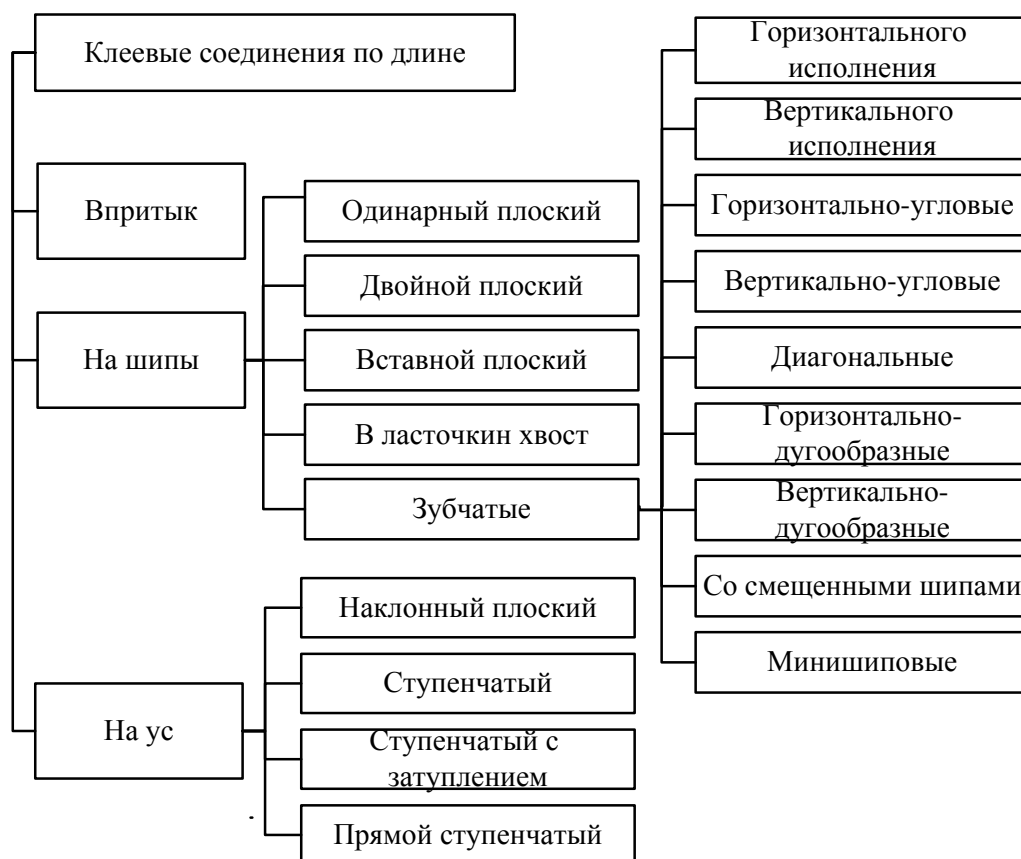 Клеевые соединения по длине
Впритык
На шипы
На ус
Одинарный плоский
Двойной плоский
Вставной плоский
В ласточкин хвост
Зубчатые
Наклонный плоский
Ступенчатый
Ступенчатый с
затуплением
Прямой ступенчатый
Горизонтального
исполнения
Вертикального
исполнения
Горизонтально-угловые
Вертикально-угловые
Диагональные
Горизонтально-
дугообразные
Вертикально-
дугообразные
Со смещенными шипами
Минишиповые